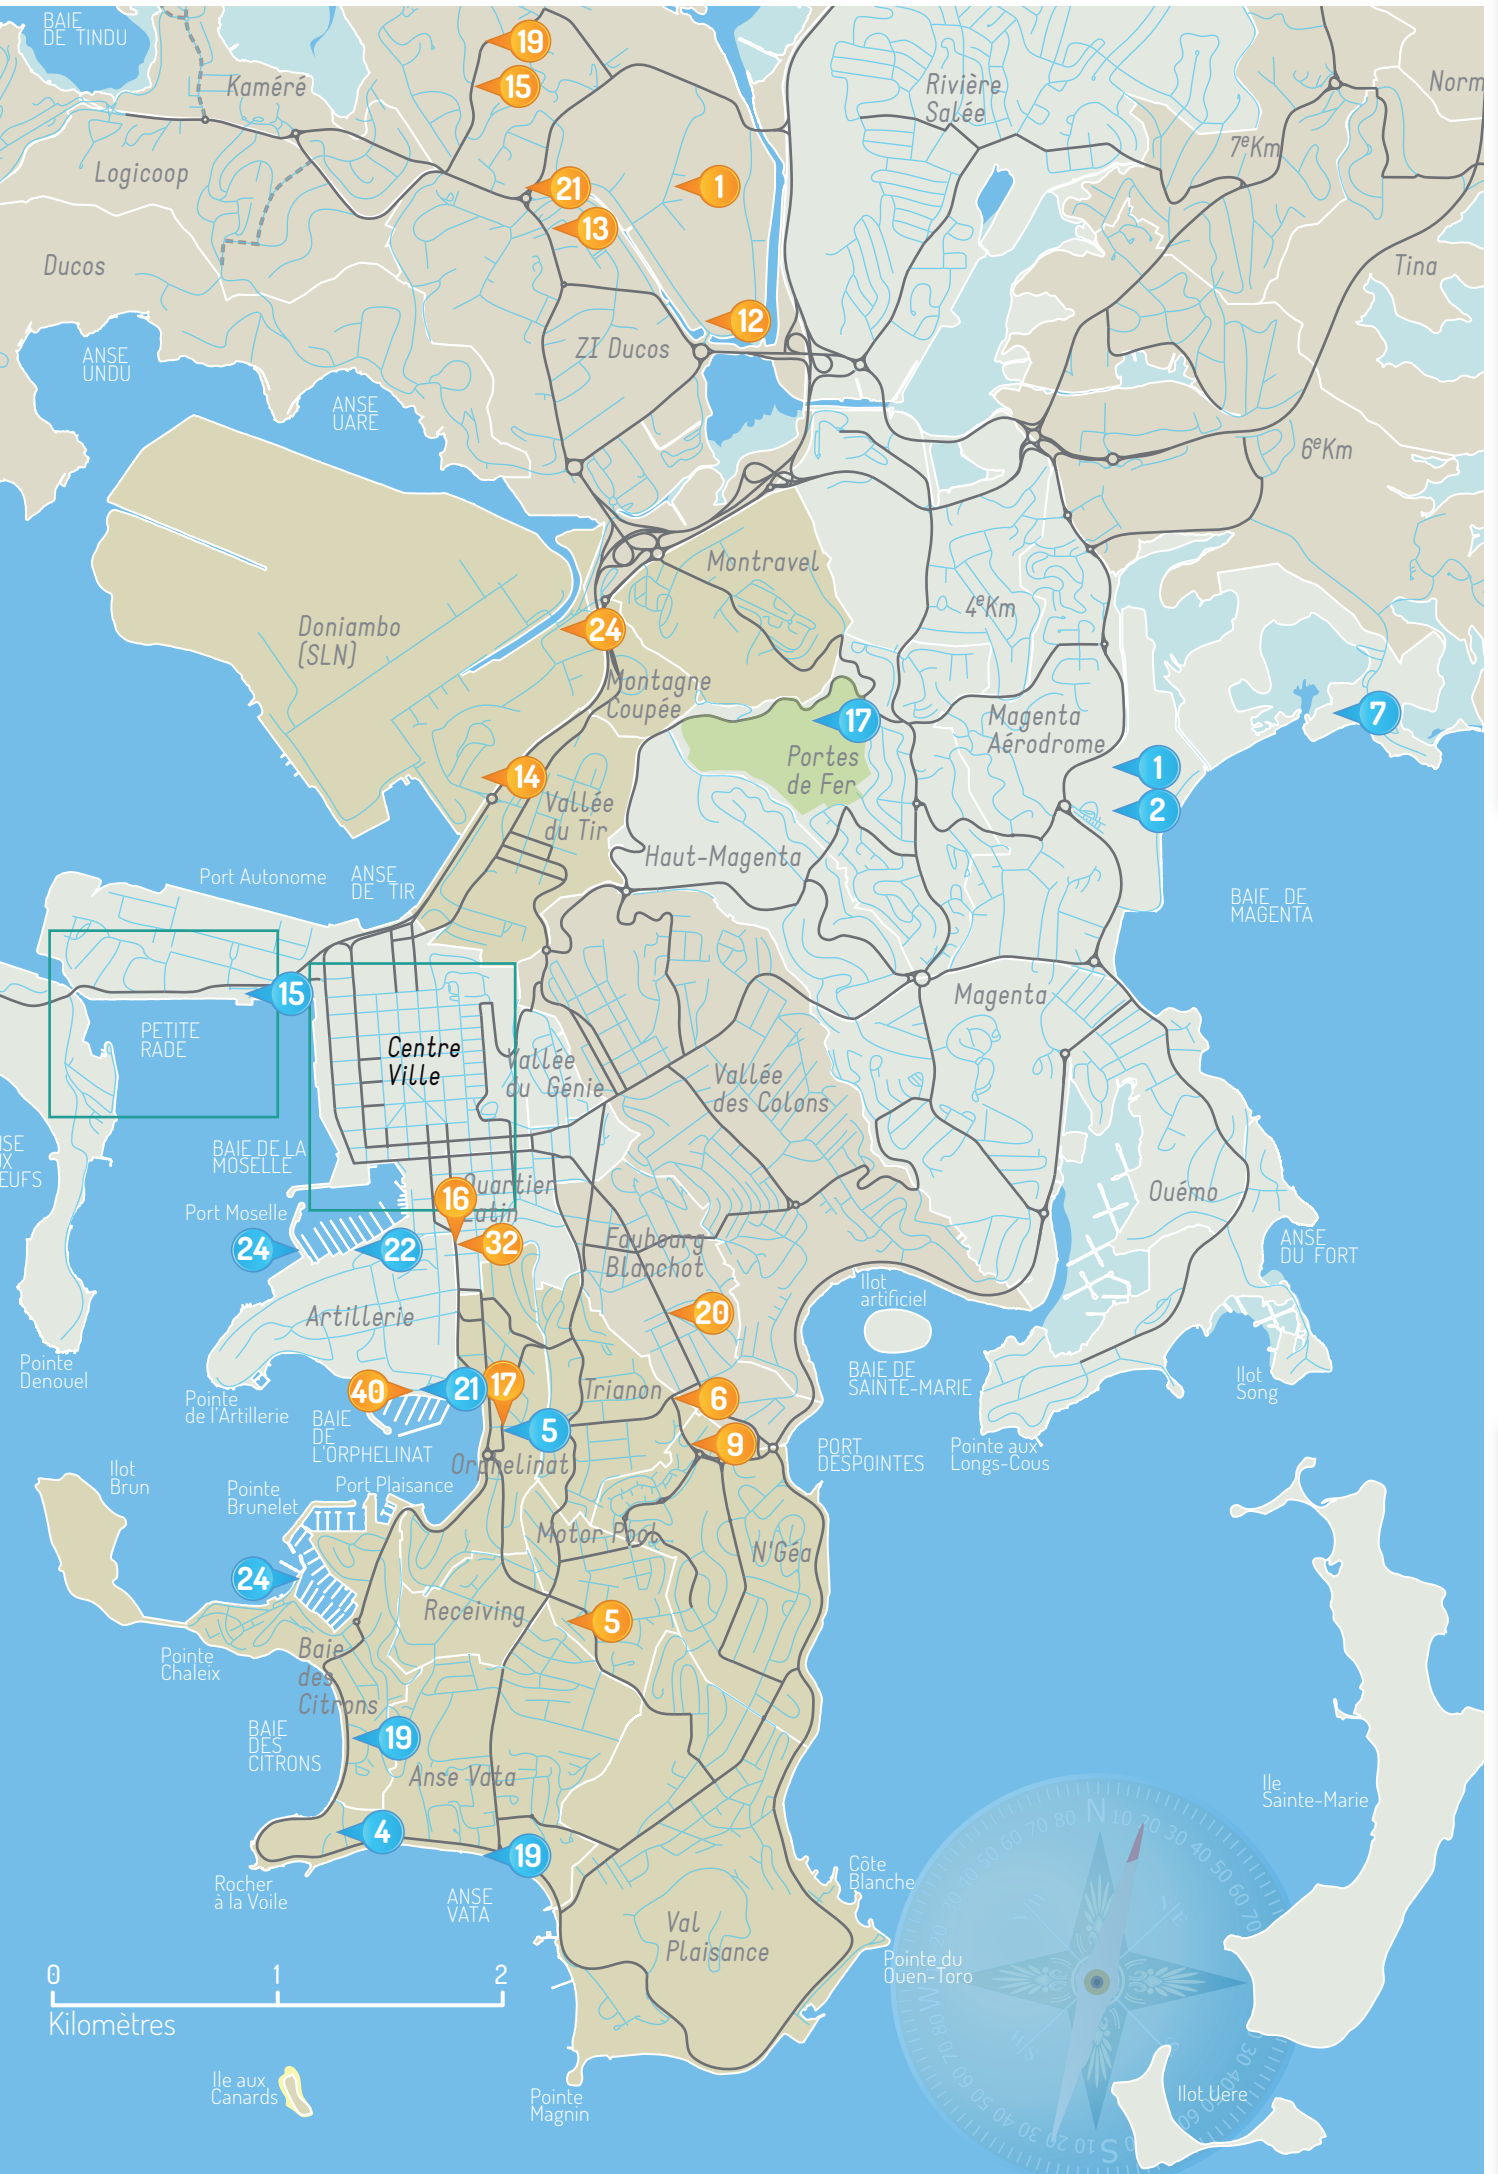 BAIE
DE TINDU
19
15
Kaméré
Rivière
Salée
Norm
7eKm
Logicoop
21
1
13
Ducos
Tina
12
ZI Ducos
ANSE
UNDU
ANSE
UARE
6eKm
Montravel
4eKm
Doniambo
(SLN)
24
Montagne
Coupée
17
7
Magenta
Aérodrome
Portes
de Fer
1
14
2
Vallée
du Tir
Haut-Magenta
Port Autonome
ANSE
DE TIR
BAIE DE
MAGENTA
15
Magenta
PETITE
RADE
Centre
Ville
Vallée
du Génie
Vallée
des Colons
NSE
UX
ŒUFS
BAIE DE LA
MOSELLE
Quartier
Latin
16
Ouémo
Port Moselle
24
22
32
Faubourg
Blanchot
ANSE
DU FORT
Ilot
artificiel
Artillerie
20
Pointe
Denouel
BAIE DE
SAINTE-MARIE
Ilot
Song
40
21
17
Trianon
6
Pointe
de l'Artillerie
BAIE
DE
L'ORPHELINAT
5
9
PORT
DESPOINTES
Pointe aux
Longs-Cous
Orphelinat
Ilot
Brun
Pointe
Brunelet
Port Plaisance
Motor Pool
N'Géa
24
Receiving
5
Pointe
Chaleix
Baie
des
Citrons
BAIE
DES
CITRONS
19
Anse Vata
Ile
Sainte-Marie
4
19
Rocher
à la Voile
ANSE
VATA
Côte
Blanche
Val
Plaisance
Pointe du
Ouen-Toro
0 1 2
Kilomètres
Ile aux
Canards
Pointe
Magnin
Ilot Uere
N
S
W